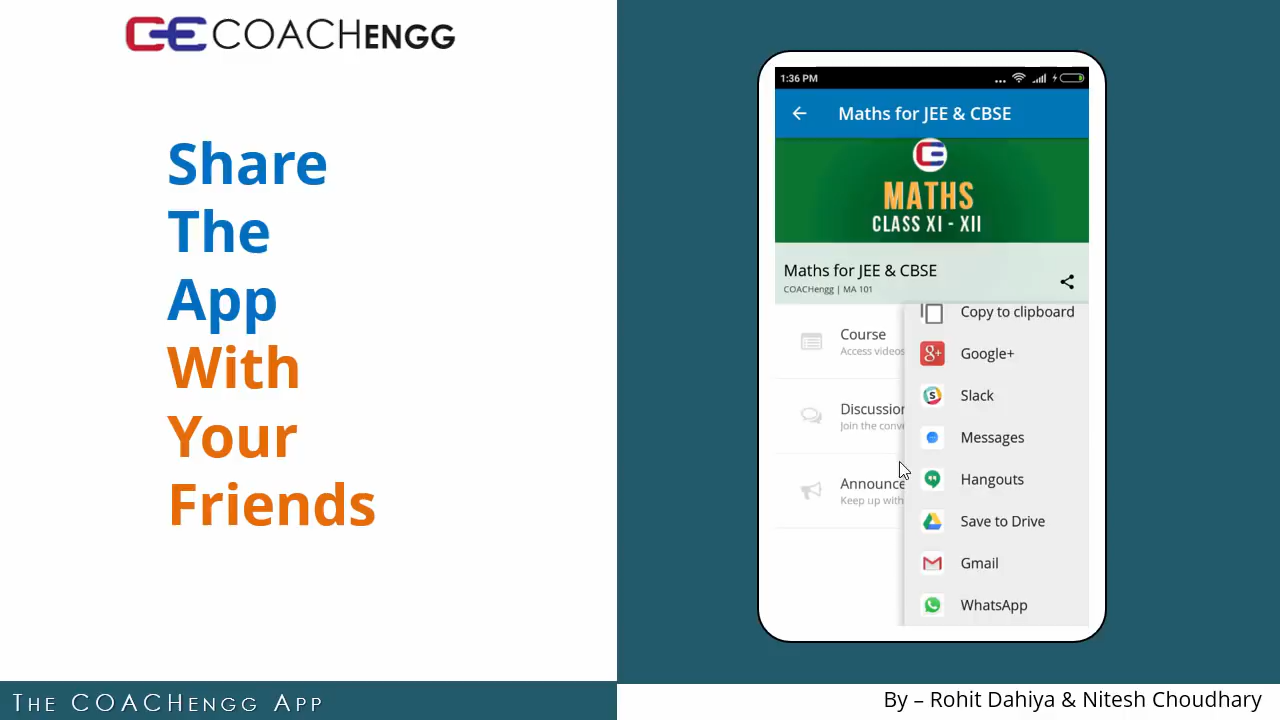 COACHENGG
Share
The
App
With
Your
Friends
1:36 PM
Maths for JEE & CBSE
MATHS
CLASS XI - XII
Maths for JEE & CBSE
COACHengg | MA 101
Course
Access videos
Discussion
Join the conve
Announce
Keep up with
Copy to clipboard
Google+
Slack
Messages
Hangouts
Save to Drive
Gmail
WhatsApp
THE COACHENGG APP
By – Rohit Dahiya & Nitesh Choudhary